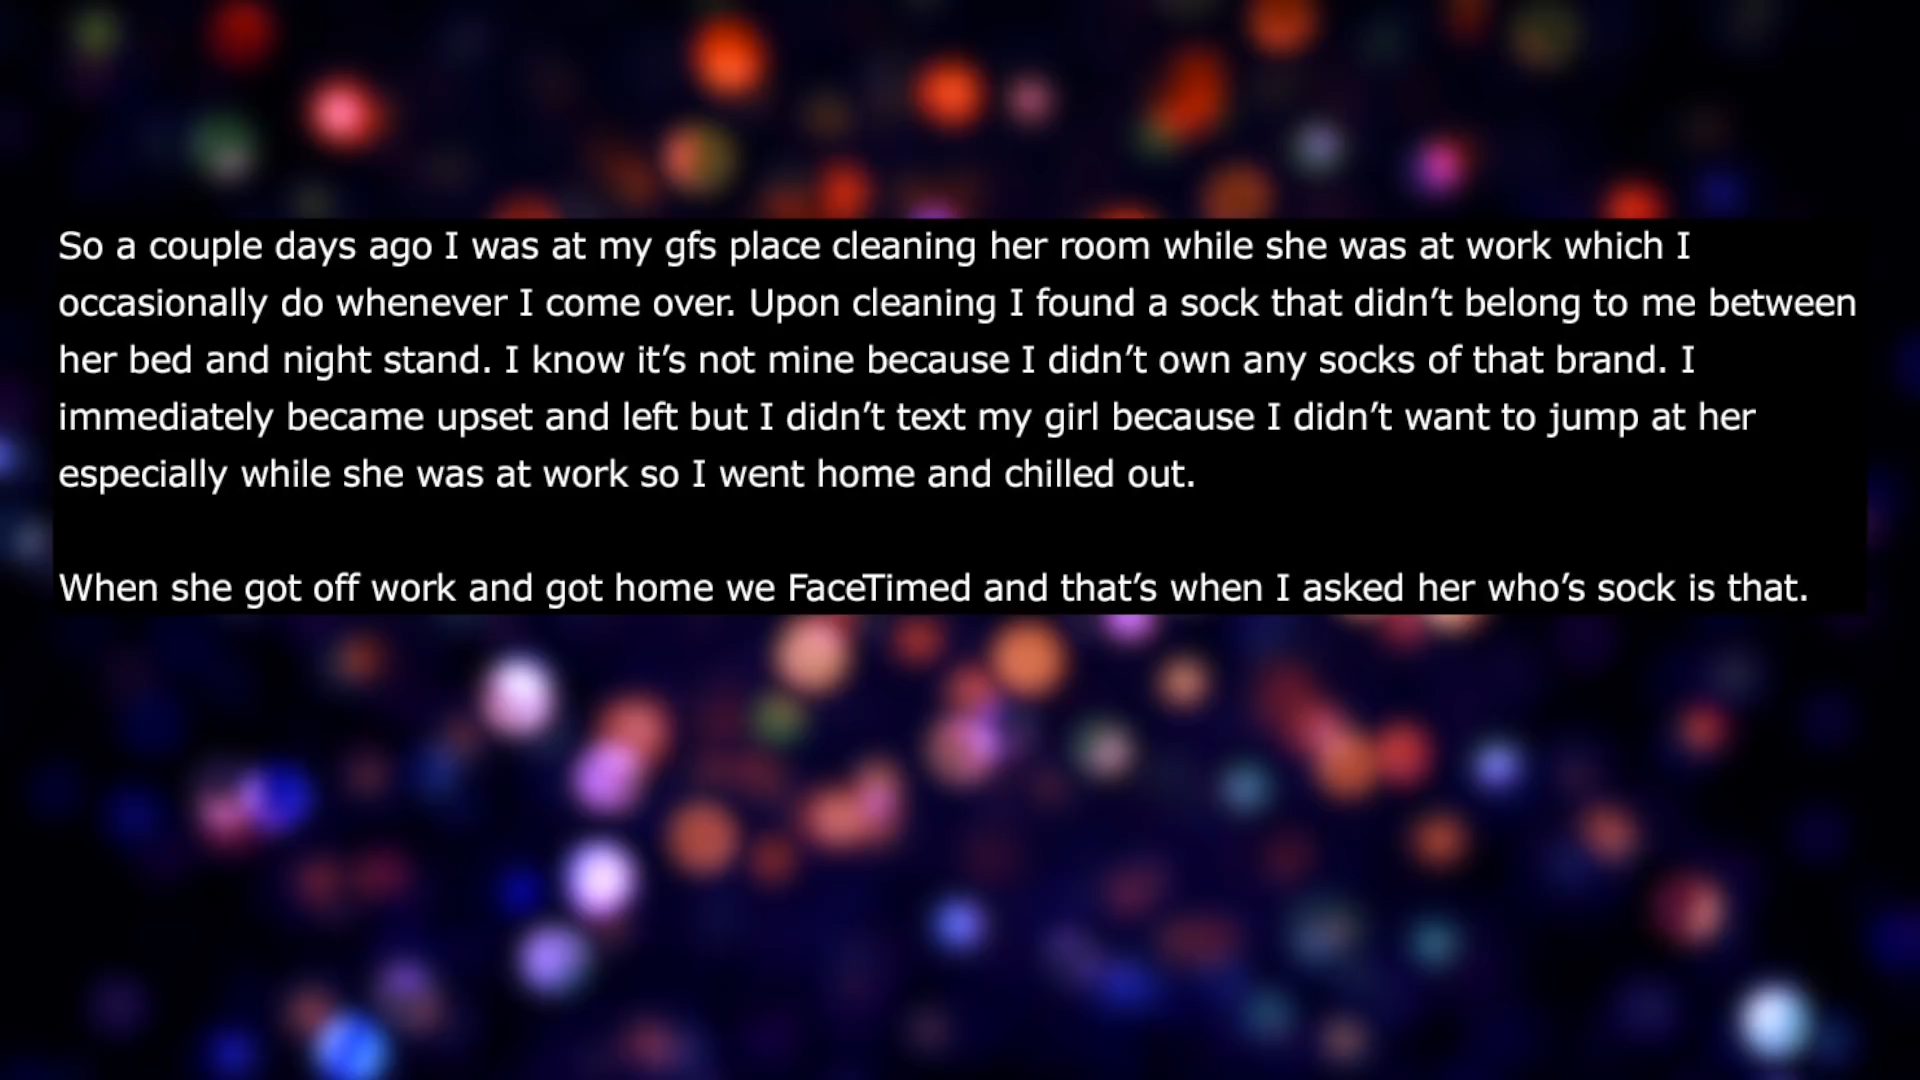 So a couple days ago I was at my gfs place cleaning her room while she was at work which I
occasionally do whenever I come over. Upon cleaning I found a sock that didn’t belong to me between
her bed and night stand. I know it’s not mine because I didn’t own any socks of that brand. I
immediately became upset and left but I didn’t text my girl because I didn’t want to jump at her
especially while she was at work so I went home and chilled out.
When she got off work and got home we FaceTimed and that’s when I asked her who’s sock is that.